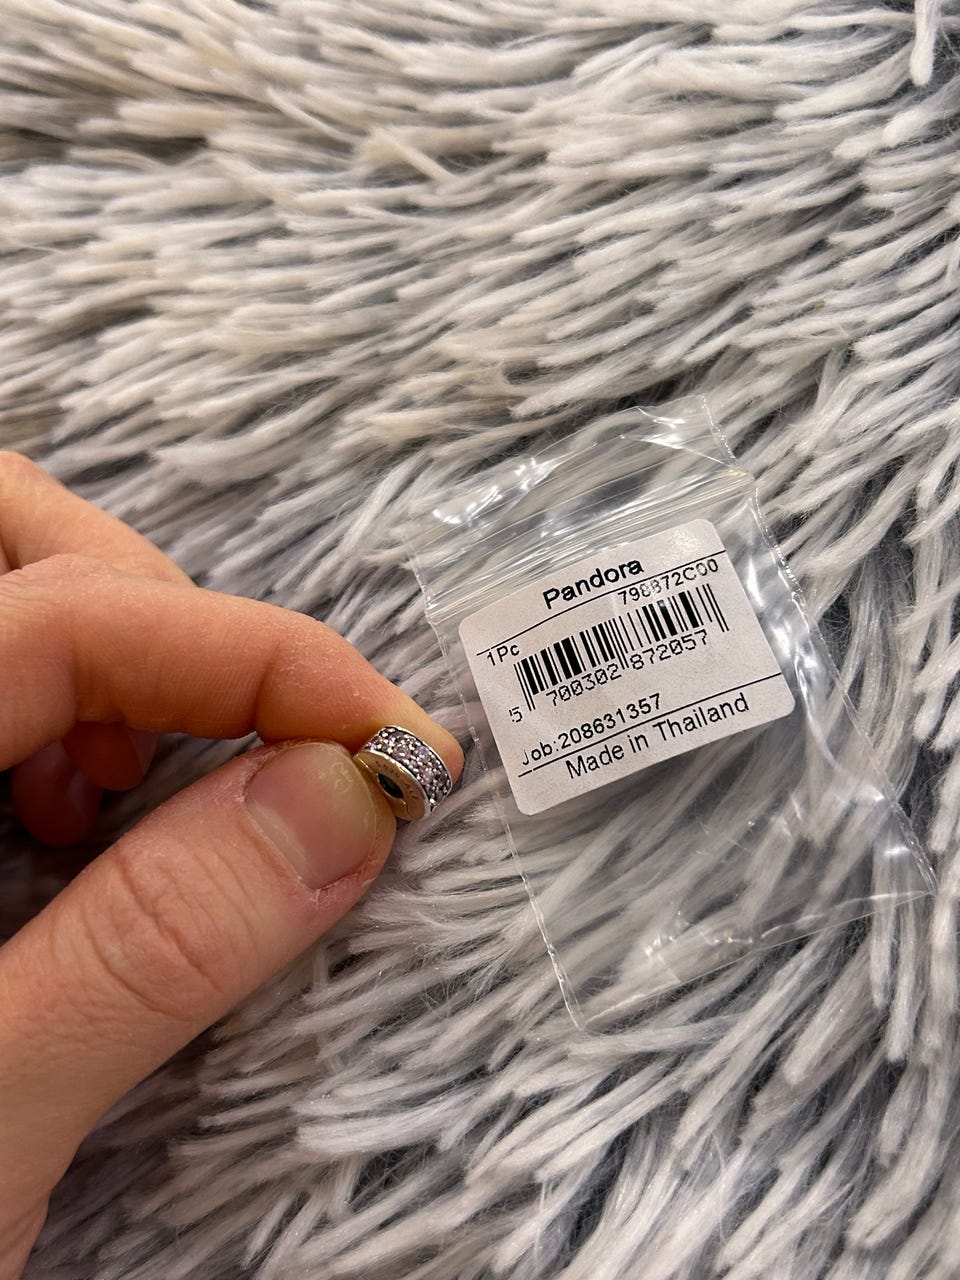 Pandora
798872C00
1Pc
5 700302 872057
Job:208631357
Made in Thailand